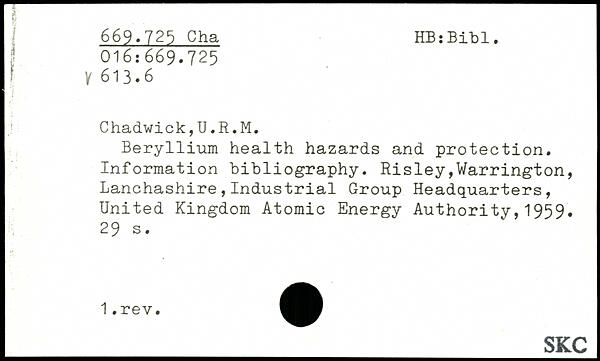 669.725 Cha HB:Bibl.
016:669.725
V 613.6
Chadwick,U.R.M.
Beryllium health hazards and protection.
Information bibliography. Risley,Warrington,
Lanchashire,Industrial Group Headquarters,
United Kingdom Atomic Energy Authority,1959.
29 s.
1.rev.
SKC